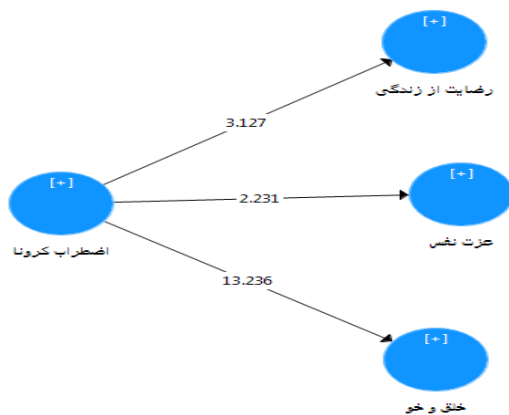 [+]
رضایت از زندگی
3.127
[+]
[+]
2.231
عزت نفس
اضطراب کرونا
13.236
[+]
خلق و خو